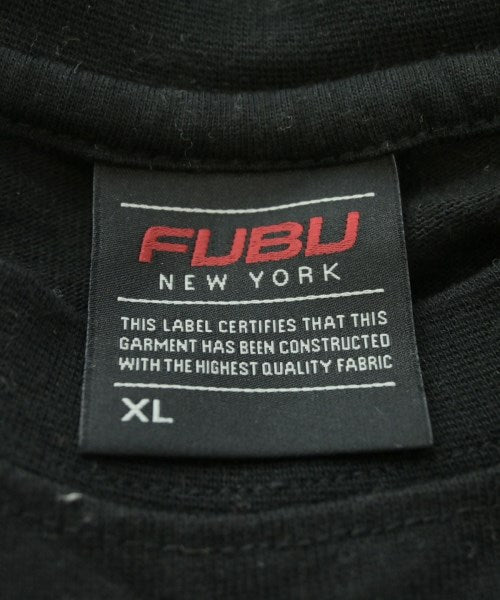 FUBU
NEW YORK
THIS LABEL CERTIFIES THAT THIS
GARMENT HAS BEEN CONSTRUCTED
WITH THE HIGHEST QUALITY FABRIC
XL